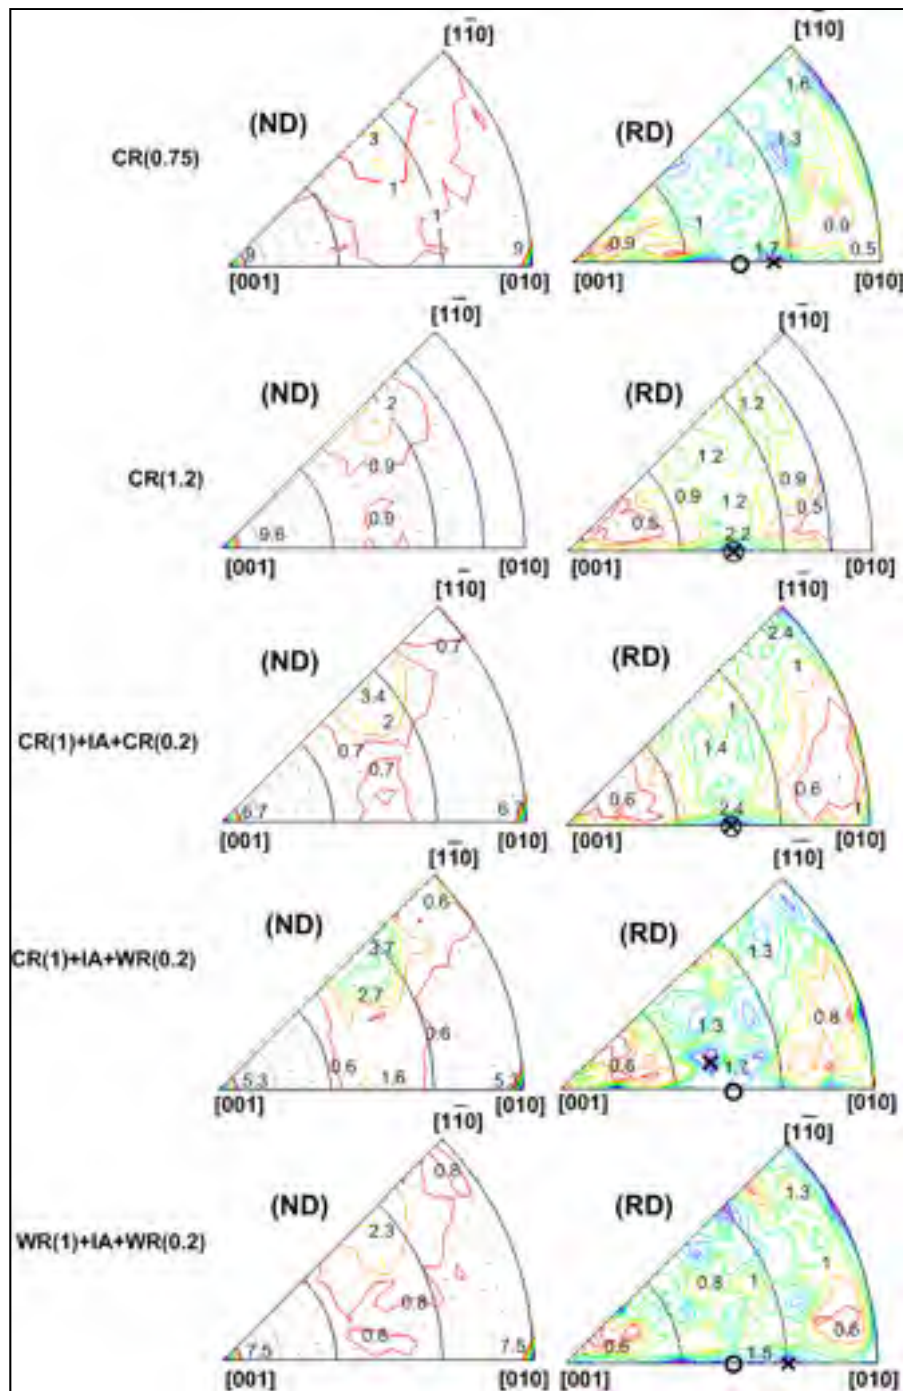 [11̄0] [110]
(ND) (RD)
CR(0.75)
3 1 1 9 9
1.6 1.3 1 0.9 0.9 1.7 0.5
[001] [010] [001] [010]
[11̄0] [11̄0]
(ND) (RD)
CR(1.2)
2 0.9 0.9 9.6
1.2 1.2 0.9 0.9 1.2 0.5 0.5 2.2
[001] [010] [001] [010]
[11̄0] [11̄0]
(ND) (RD)
CR(1)+IA+CR(0.2)
0.7 3.4 2 0.7 0.7 6.7 6.7
2.4 1 1 1.4 0.6 0.6 2.4 1
[001] [010] [001] [010]
[11̄0] [11̄0]
(ND) (RD)
CR(1)+IA+WR(0.2)
0.6 3.7 2.7 0.6 0.6 1.6 5.3 5.3
1.3 0.8 1.3 0.6 1.7
[001] [010] [001] [010]
[11̄0] [11̄0]
(ND) (RD)
WR(1)+IA+WR(0.2)
0.8 2.3 0.8 0.8 7.5 7.5
1.3 1 0.8 1 0.6 0.6 1.5
[001] [010] [001] [010]